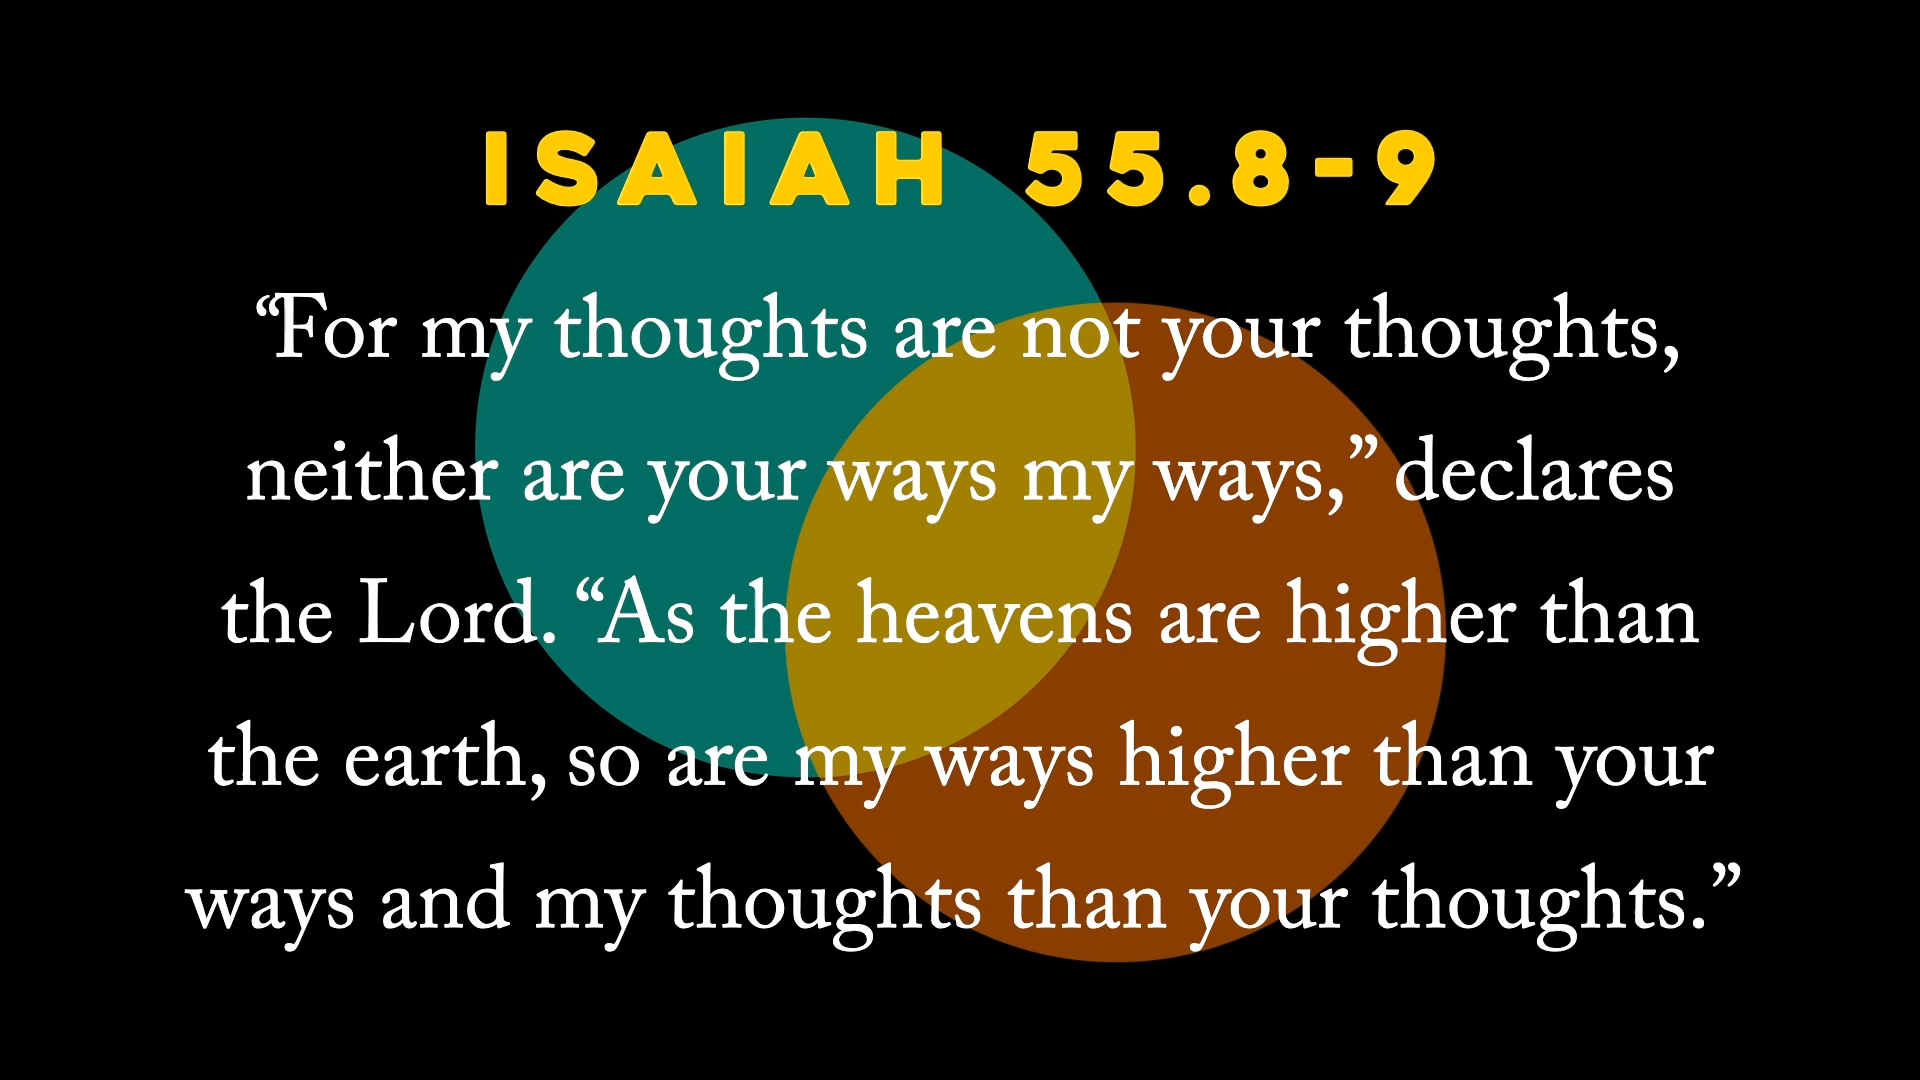 ISAIAH 55.8-9
“For my thoughts are not your thoughts,
neither are your ways my ways,” declares
the Lord. “As the heavens are higher than
the earth, so are my ways higher than your
ways and my thoughts than your thoughts.”